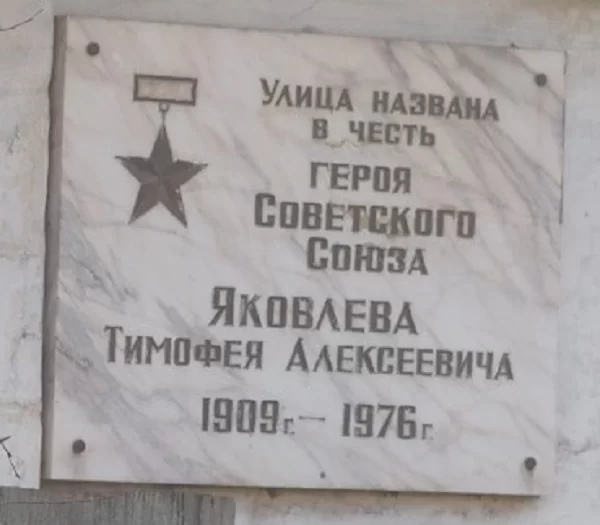 Улица названа
в честь
героя
Советского
Союза
Яковлева
Тимофея Алексеевича
1909г. – 1976г.